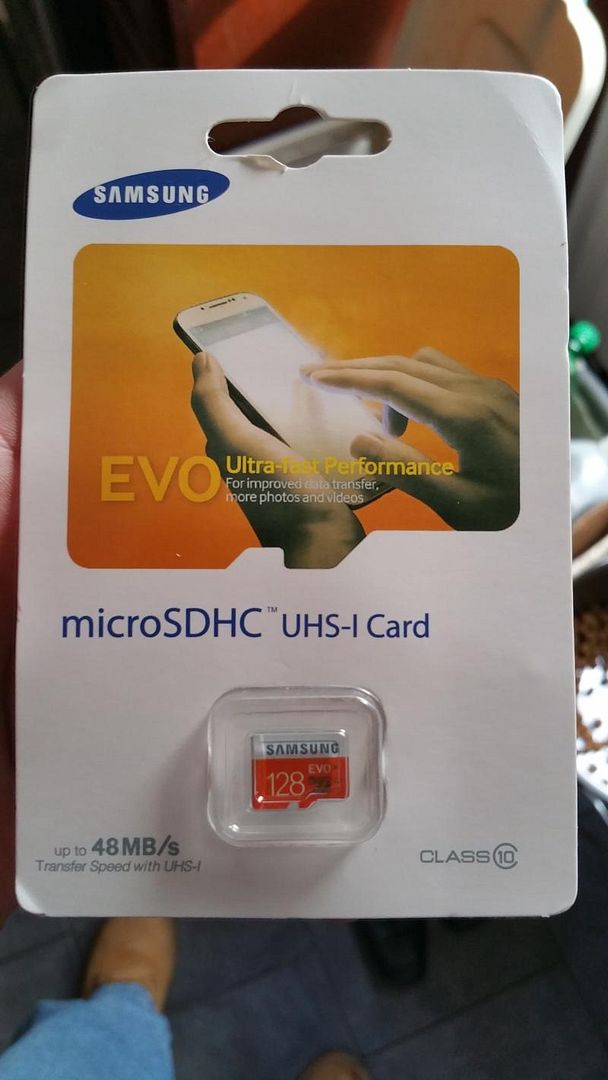 SAMSUNG
EVO Ultra-fast Performance
For improved data transfer,
more photos and videos
microSDHC™ UHS-I Card
SAMSUNG
EVO
128
up to 48MB/s
Transfer Speed with UHS-I
CLASS 10